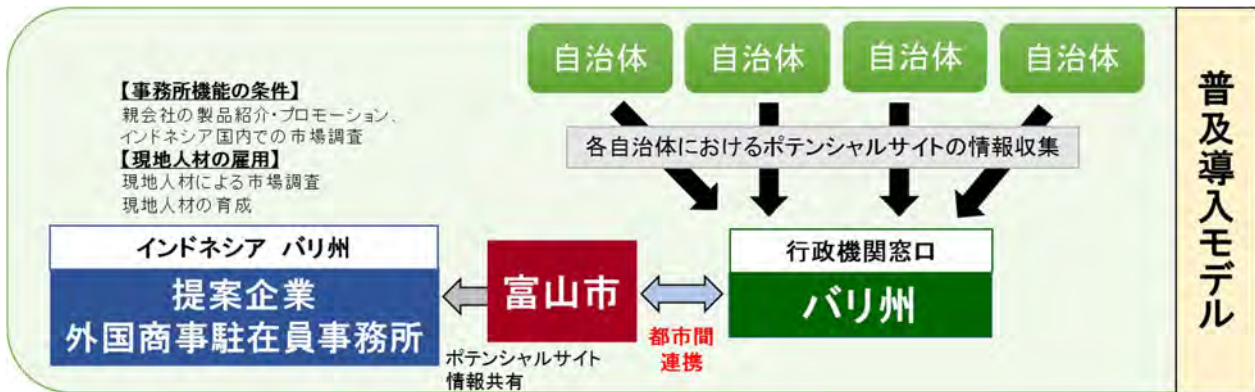 自治体
自治体
自治体
自治体
【事務所機能の条件】
親会社の製品紹介・プロモーション、
インドネシア国内での市場調査
【現地人材の雇用】
現地人材による市場調査
現地人材の育成
各自治体におけるポテンシャルサイトの情報収集
インドネシア バリ州
提案企業
外国商事駐在員事務所
富山市
行政機関窓口
バリ州
ポテンシャルサイト
情報共有
都市間
連携
普及導入モデル